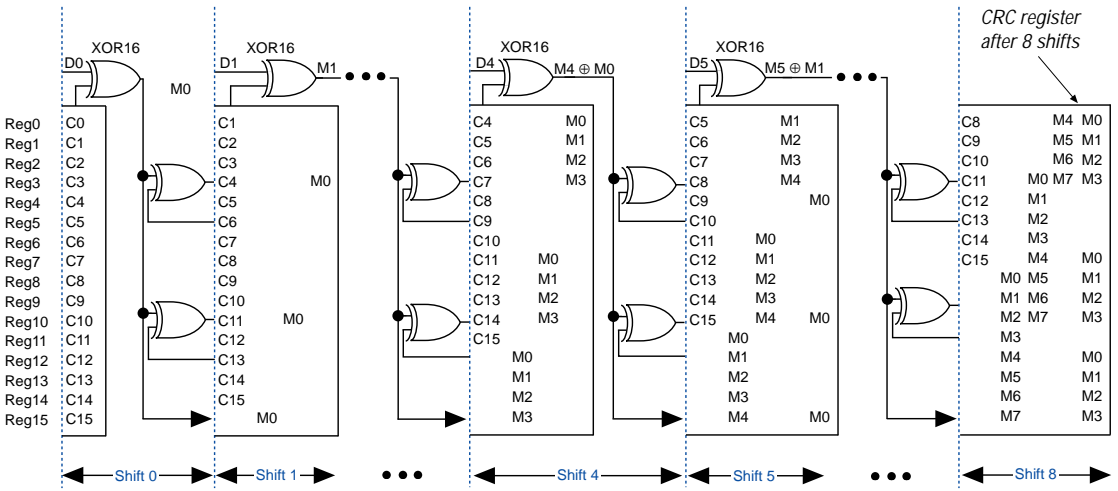 CRC register
after 8 shifts
XOR16 XOR16 XOR16 XOR16
D0 D1 M1 D4 M4 ⊕ M0 D5 M5 ⊕ M1
M0
Reg0 C0 C1 C4 M0 C5 M1 C8 M4 M0
Reg1 C1 C2 C5 M1 C6 M2 C9 M5 M1
Reg2 C2 C3 C6 M2 C7 M3 C10 M6 M2
Reg3 C3 C4 M0 C7 M3 C8 M4 C11 M0 M7 M3
Reg4 C4 C5 C8 C9 M0 C12 M1
Reg5 C5 C6 C9 C10 C13 M2
Reg6 C6 C7 C10 C11 M0 C14 M3
Reg7 C7 C8 C11 M0 C12 M1 C15 M4 M0
Reg8 C8 C9 C12 M1 C13 M2 M0 M5 M1
Reg9 C9 C10 C13 M2 C14 M3 M1 M6 M2
Reg10 C10 C11 M0 C14 M3 C15 M4 M0 M2 M7 M3
Reg11 C11 C12 C15 M0 M3
Reg12 C12 C13 M0 M1 M4 M0
Reg13 C13 C14 M1 M2 M5 M1
Reg14 C14 C15 M2 M3 M6 M2
Reg15 C15 M0 M3 M4 M0 M7 M3
Shift 0 Shift 1 Shift 4 Shift 5 Shift 8